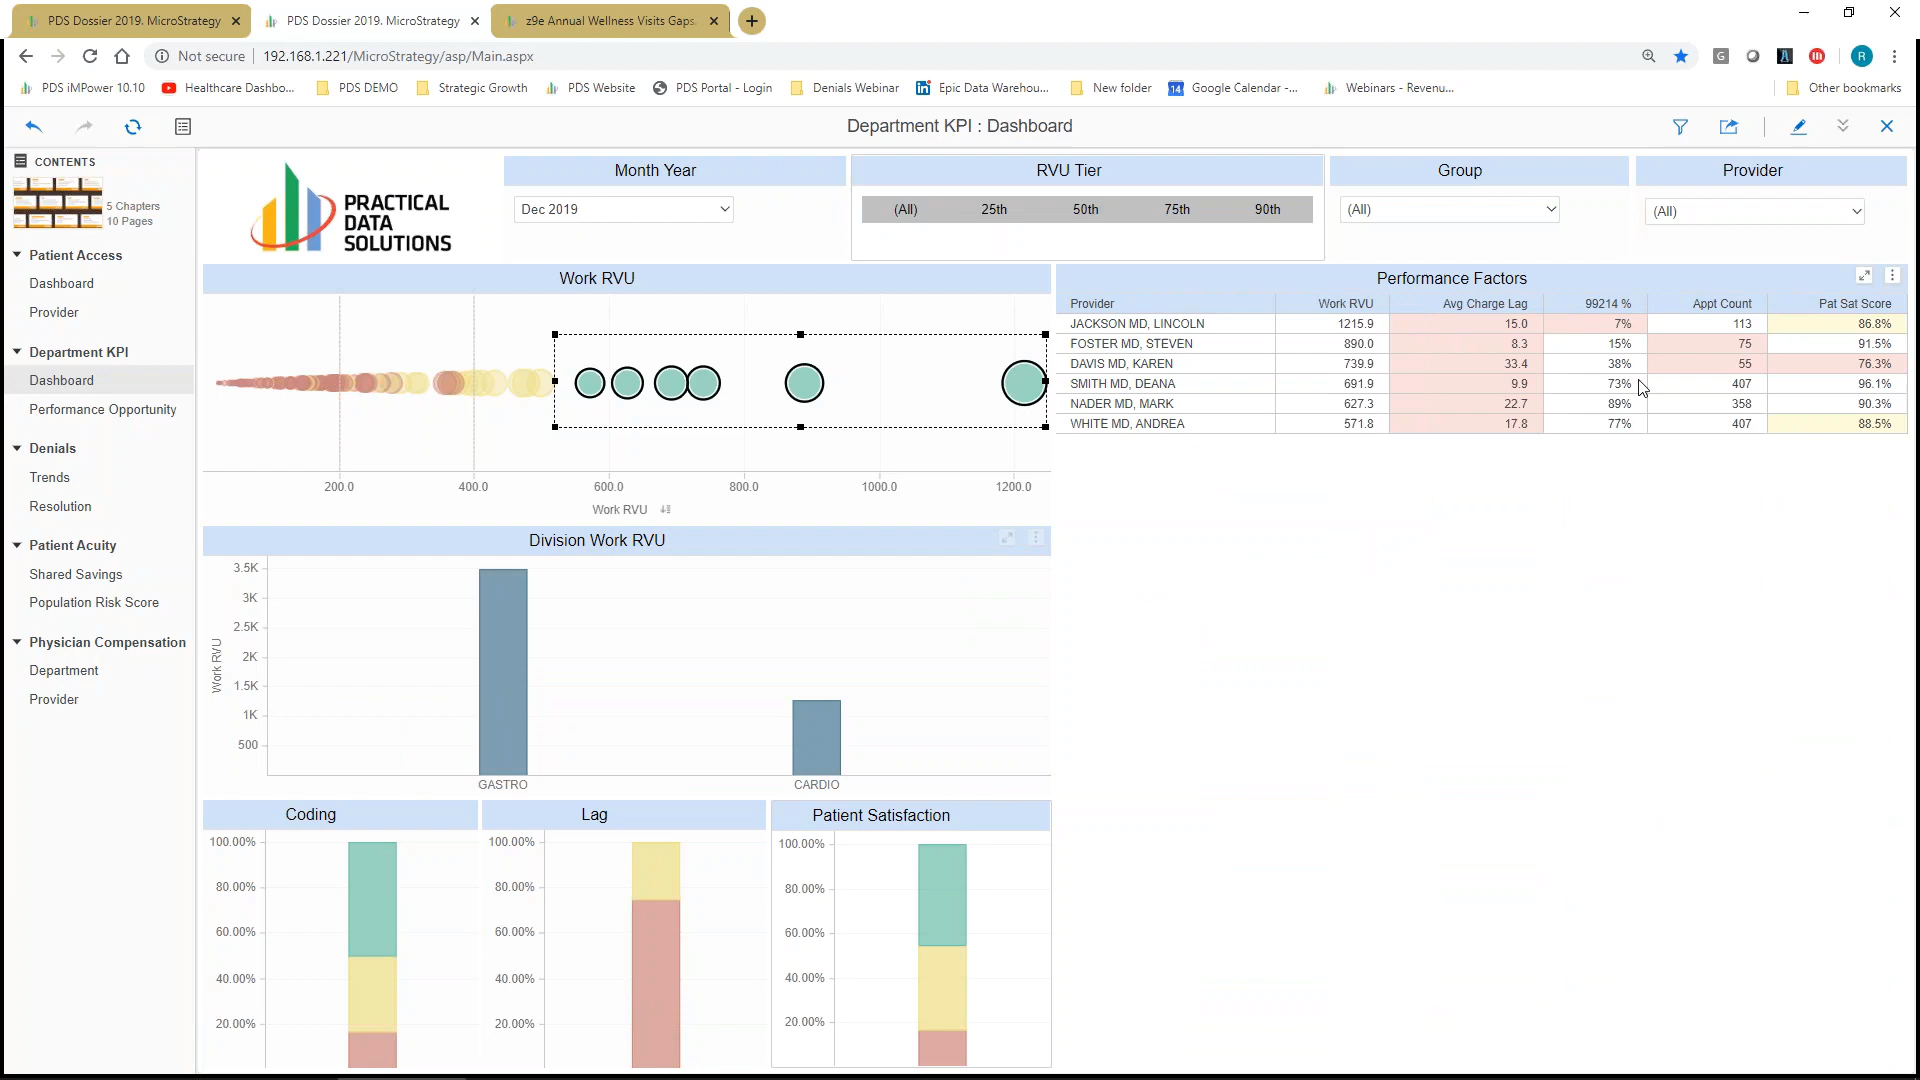 PDS Dossier 2019. MicroStrategy
PDS Dossier 2019. MicroStrategy
z9e Annual Wellness Visits Gaps.
Not secure
192.168.1.221/MicroStrategy/asp/Main.aspx
R
PDS iMPower 10.10
Healthcare Dashbo...
PDS DEMO
Strategic Growth
PDS Website
PDS Portal - Login
Denials Webinar
Epic Data Warehou...
New folder
Google Calendar -...
Webinars - Revenu...
Other bookmarks
Department KPI : Dashboard
CONTENTS
5 Chapters
10 Pages
Patient Access
Dashboard
Provider
Department KPI
Dashboard
Performance Opportunity
Denials
Trends
Resolution
Patient Acuity
Shared Savings
Population Risk Score
Physician Compensation
Department
Provider
PRACTICAL
DATA
SOLUTIONS
Month Year
Dec 2019
RVU Tier
(All) 25th 50th 75th 90th
Group
(All)
Provider
(All)
Work RVU
200.0 400.0 600.0 800.0 1000.0 1200.0
Work RVU
Performance Factors
Provider Work RVU Avg Charge Lag 99214 % Appt Count Pat Sat Score
JACKSON MD, LINCOLN 1215.9 15.0 7% 113 86.8%
FOSTER MD, STEVEN 890.0 8.3 15% 75 91.5%
DAVIS MD, KAREN 739.9 33.4 38% 55 76.3%
SMITH MD, DEANA 691.9 9.9 73% 407 96.1%
NADER MD, MARK 627.3 22.7 89% 358 90.3%
WHITE MD, ANDREA 571.8 17.8 77% 407 88.5%
Division Work RVU
Work RVU
3.5K
3K
2.5K
2K
1.5K
1K
500
GASTRO CARDIO
Coding
100.00%
80.00%
60.00%
40.00%
20.00%
Lag
100.00%
80.00%
60.00%
40.00%
20.00%
Patient Satisfaction
100.00%
80.00%
60.00%
40.00%
20.00%